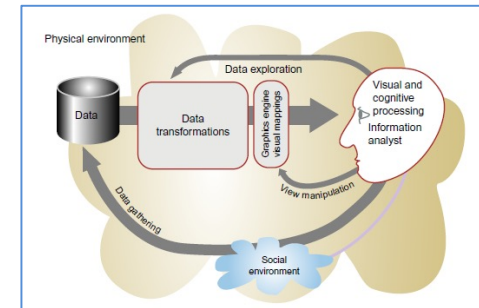 Physical environment
Data exploration
Visual and
cognitive
processing
Information
analyst
Data
Data
transformations
Graphics engine
visual mappings
View manipulation
Data gathering
Social
environment